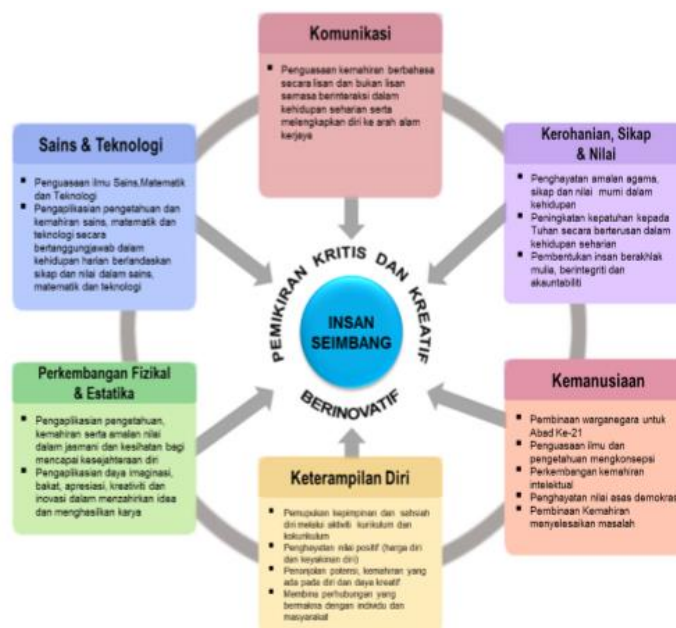 Komunikasi
Penguasaan kemahiran berbahasa
secara lisan dan bukan lisan
semasa berinteraksi dalam
kehidupan seharian serta
melengkapkan diri ke arah alam
kerjaya
Kerohanian, Sikap
& Nilai
Penghayatan amalan agama,
sikap dan nilai murni dalam
kehidupan
Peningkatan kepatuhan kepada
Tuhan secara berterusan dalam
kehidupan seharian
Pembentukan insan berakhlak
mulia, berintegriti dan
akauntabiliti
Kemanusiaan
Pembinaan warganegara untuk
Abad Ke-21
Penguasaan ilmu dan
pengetahuan mengkonsepsi
Perkembangan kemahiran
intelektual
Penghayatan nilai asas demokrasi
Pembinaan Kemahiran
menyelesaikan masalah
Keterampilan Diri
Pemupukan kepimpinan dan sahsiah
diri melalui aktiviti kurikulum dan
kokurikulum
Penghayatan nilai positif (harga diri
dan keyakinan diri)
Penonjolan potensi, kemahiran yang
ada pada diri dan daya kreatif
Membina perhubungan yang
bermakna dengan individu dan
masyarakat
Perkembangan Fizikal
& Estatika
Pengaplikasian pengetahuan,
kemahiran serta amalan nilai
dalam jasmani dan kesihatan bagi
mencapai kesejahteraan diri
Pengaplikasian daya imaginasi,
bakat, apresiasi, kreativiti dan
inovasi dalam menzahirkan idea
dan menghasilkan karya
Sains & Teknologi
Penguasaan ilmu Sains,Matematik
dan Teknologi
Pengaplikasian pengetahuan dan
kemahiran sains, matematik dan
teknologi secara
bertanggungjawab dalam
kehidupan harian berlandaskan
sikap dan nilai dalam sains,
matematik dan teknologi
PEMIKIRAN KRITIS DAN KREATIF
INSAN
SEIMBANG
BERINOVATIF